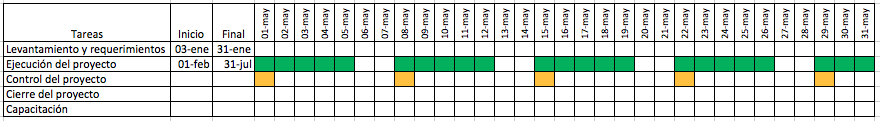 Tareas Inicio Final 01-may 02-may 03-may 04-may 05-may 06-may 07-may 08-may 09-may 10-may 11-may 12-may 13-may 14-may 15-may 16-may 17-may 18-may 19-may 20-may 21-may 22-may 23-may 24-may 25-may 26-may 27-may 28-may 29-may 30-may 31-may
Levantamiento y requerimientos 03-ene 31-ene
Ejecución del proyecto 01-feb 31-jul
Control del proyecto
Cierre del proyecto
Capacitación